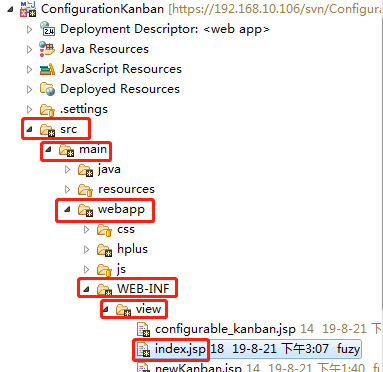 ConfigurationKanban [https://192.168.10.106/svn/Configura
Deployment Descriptor: <web app>
Java Resources
JavaScript Resources
Deployed Resources
.settings
src
main
java
resources
webapp
css
hplus
js
WEB-INF
view
configurable_kanban.jsp 14 19-8-21 下午
index.jsp 18 19-8-21 下午3:07 fuzy
newKanban.jsp 14 19-8-21 下午1:40 fuz